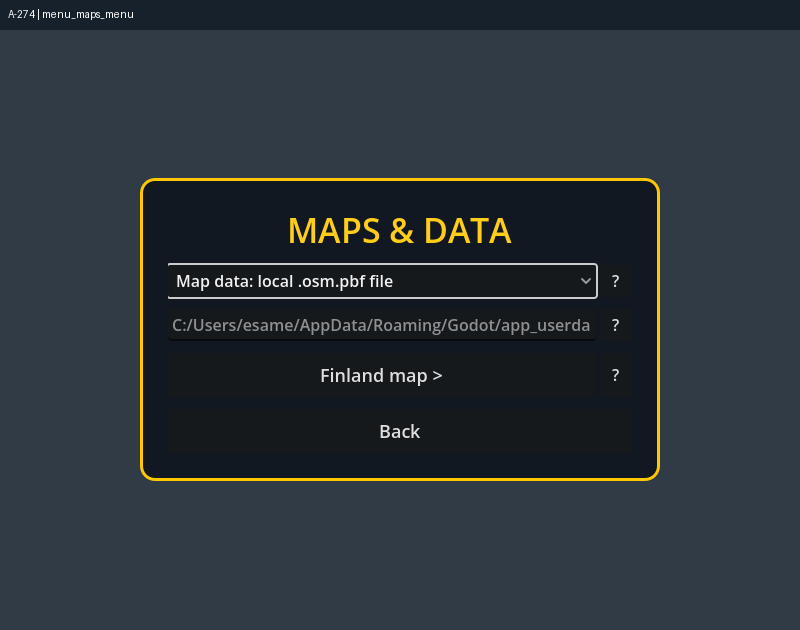 A-274 | menu_maps_menu
MAPS & DATA
Map data: local .osm.pbf file
?
C:/Users/esame/AppData/Roaming/Godot/app_userda
?
Finland map >
?
Back